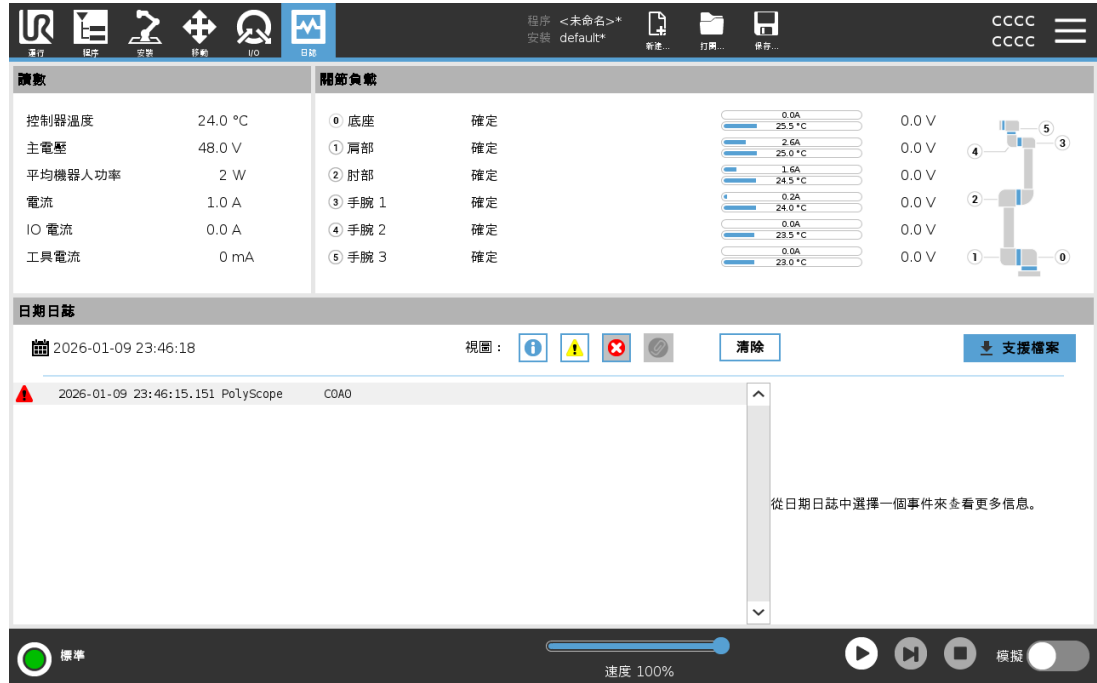 運行 程序 安裝 移動 I/O 日誌
程序 <未命名>*
安裝 default*
新建... 打開... 保存...
CCCC
CCCC
讀數
關節負載
控制器溫度 24.0 °C
主電壓 48.0 V
平均機器人功率 2 W
電流 1.0 A
IO 電流 0.0 A
工具電流 0 mA
0 底座 確定 0.0A 25.5 °C 0.0 V
1 肩部 確定 2.6A 25.0 °C 0.0 V
2 肘部 確定 1.6A 24.5 °C 0.0 V
3 手腕 1 確定 0.2A 24.0 °C 0.0 V
4 手腕 2 確定 0.0A 23.5 °C 0.0 V
5 手腕 3 確定 0.0A 23.0 °C 0.0 V
5
3
4
2
1 0
日期日誌
2026-01-09 23:46:18
視圖：
清除
支援檔案
2026-01-09 23:46:15.151 PolyScope C0A0
從日期日誌中選擇一個事件來查看更多信息。
標準
速度 100%
模擬